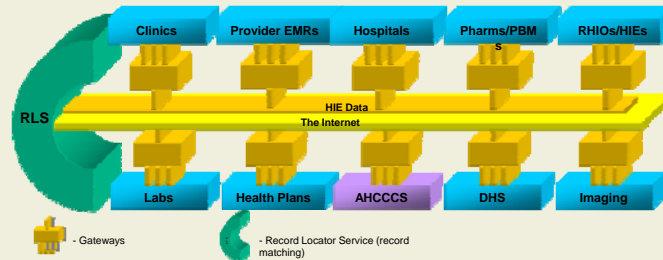 Clinics
Provider EMRs
Hospitals
Pharms/PBM
s
RHIOs/HIEs
RLS
HIE Data
The Internet
Labs
Health Plans
AHCCCS
DHS
Imaging
- Gateways
- Record Locator Service (record
matching)